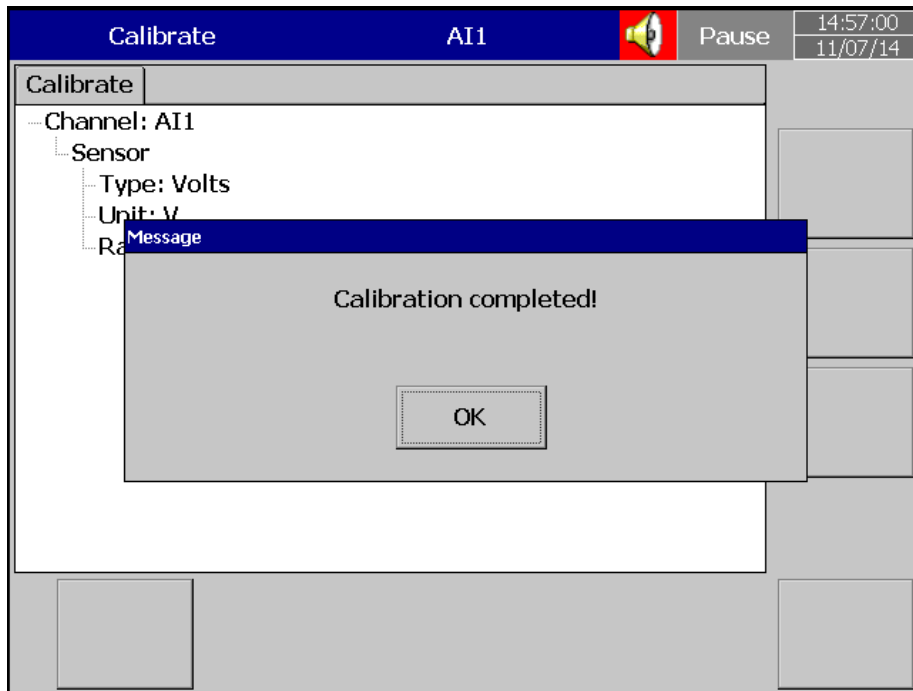 Calibrate AI1 Pause 14:57:00
11/07/14
Calibrate
Channel: AI1
Sensor
Type: Volts
Unit: V
Ra
Message
Calibration completed!
OK